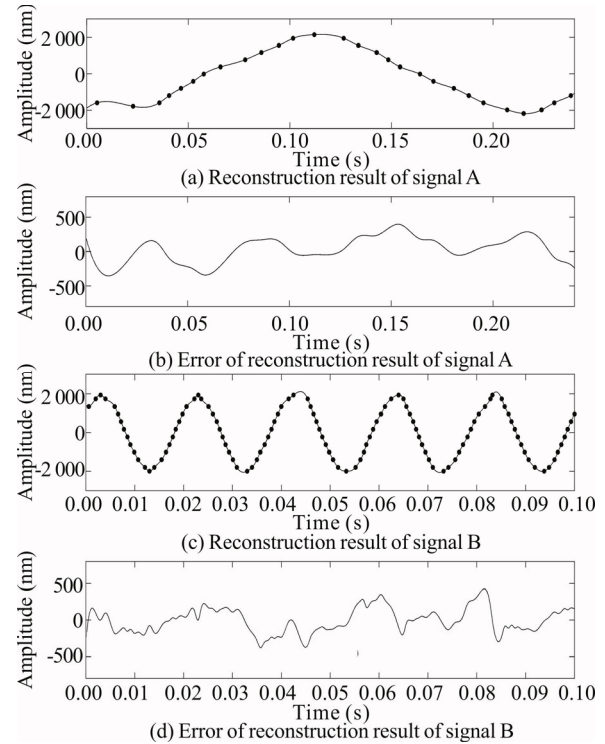 Amplitude (nm)
2 000
0
-2 000
0.00 0.05 0.10 0.15 0.20
Time (s)
(a) Reconstruction result of signal A
Amplitude (nm)
500
0
-500
0.00 0.05 0.10 0.15 0.20
Time (s)
(b) Error of reconstruction result of signal A
Amplitude (nm)
2 000
0
-2 000
0.00 0.01 0.02 0.03 0.04 0.05 0.06 0.07 0.08 0.09 0.10
Time (s)
(c) Reconstruction result of signal B
Amplitude (nm)
500
0
-500
0.00 0.01 0.02 0.03 0.04 0.05 0.06 0.07 0.08 0.09 0.10
Time (s)
(d) Error of reconstruction result of signal B